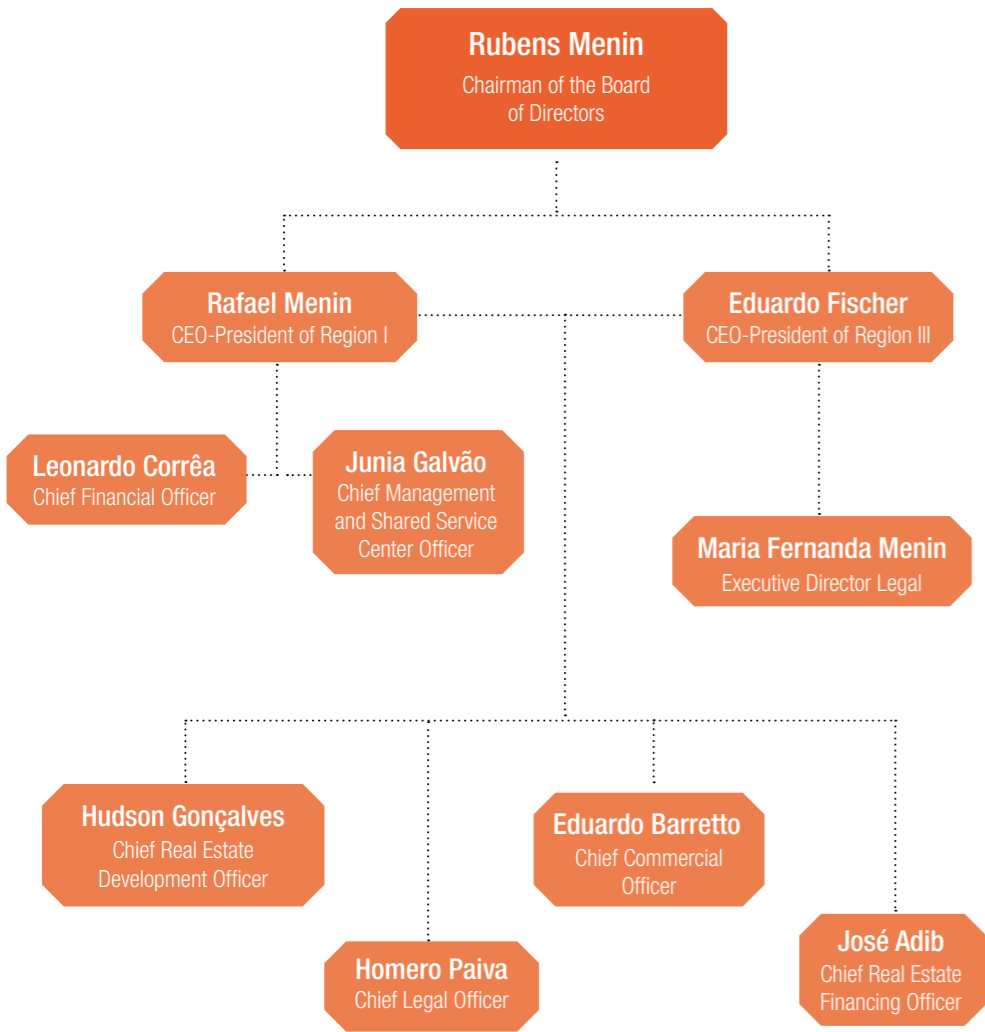 Rubens Menin
Chairman of the Board
of Directors
Rafael Menin
CEO-President of Region I
Eduardo Fischer
CEO-President of Region III
Leonardo Corrêa
Chief Financial Officer
Junia Galvão
Chief Management
and Shared Service
Center Officer
Maria Fernanda Menin
Executive Director Legal
Hudson Gonçalves
Chief Real Estate
Development Officer
Eduardo Barretto
Chief Commercial
Officer
Homero Paiva
Chief Legal Officer
José Adib
Chief Real Estate
Financing Officer